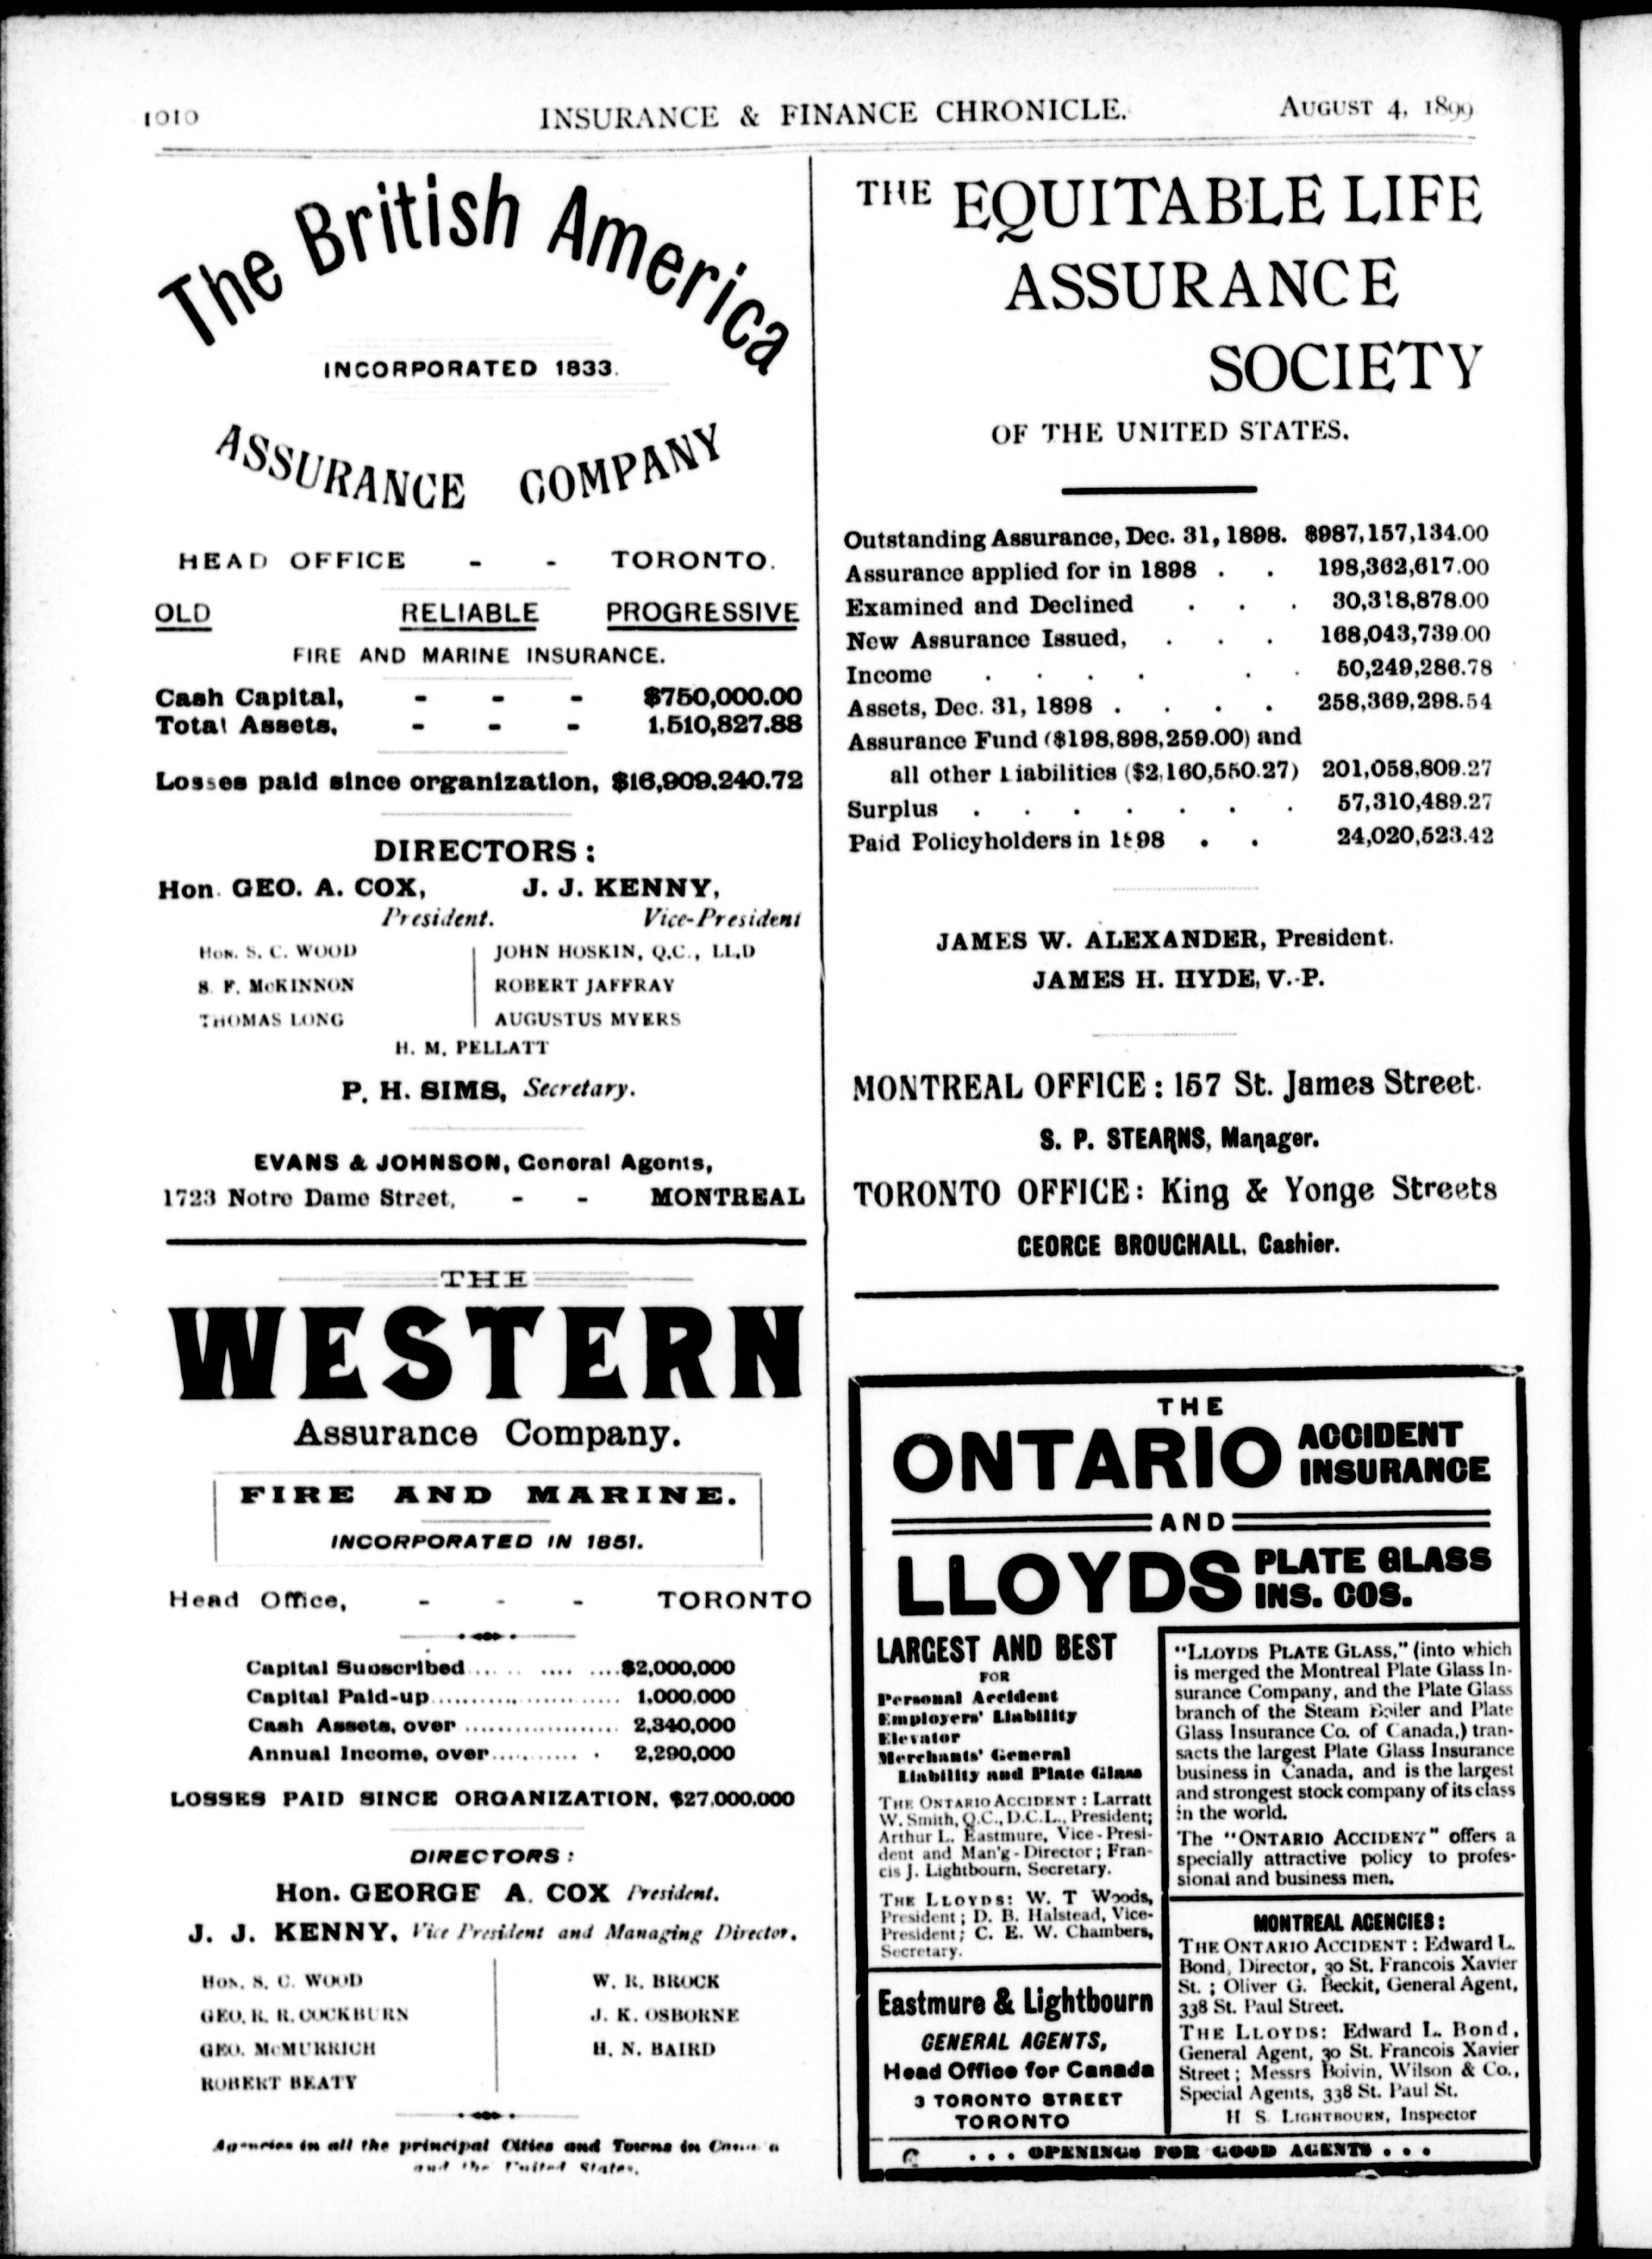 1010
INSURANCE & FINANCE CHRONICLE.
AUGUST 4, 1899
The British America
INCORPORATED 1833.
ASSURANCE COMPANY
HEAD OFFICE - - TORONTO.
OLD RELIABLE PROGRESSIVE
FIRE AND MARINE INSURANCE.
Cash Capital, - - - $750,000.00
Total Assets, - - - 1,510,827.88
Losses paid since organization, $16,909,240.72
DIRECTORS:
Hon. GEO. A. COX, J. J. KENNY,
President. Vice-President
HON. S. C. WOOD JOHN HOSKIN, Q.C., LL.D
S. F. McKINNON ROBERT JAFFRAY
THOMAS LONG AUGUSTUS MYERS
H. M. PELLATT
P. H. SIMS, Secretary.
EVANS & JOHNSON, General Agents,
1723 Notre Dame Street, - - MONTREAL
THE
WESTERN
Assurance Company.
FIRE AND MARINE.
INCORPORATED IN 1851.
Head Office, - - - TORONTO
Capital Subscribed .... .... ....$2,000,000
Capital Paid-up...................... 1,000,000
Cash Assets, over .................. 2,340,000
Annual Income, over.......... . 2,290,000
LOSSES PAID SINCE ORGANIZATION, $27,000,000
DIRECTORS:
Hon. GEORGE A. COX President.
J. J. KENNY, Vice President and Managing Director.
HON. S. C. WOOD W. R. BROCK
GEO. R. R. COCKBURN J. K. OSBORNE
GEO. McMURRICH H. N. BAIRD
ROBERT BEATY
Agencies in all the principal Cities and Towns in Canada
and the United States.
THE EQUITABLE LIFE
ASSURANCE
SOCIETY
OF THE UNITED STATES.
Outstanding Assurance, Dec. 31, 1898. $987,157,134.00
Assurance applied for in 1898 . . 198,362,617.00
Examined and Declined . . . 30,318,878.00
New Assurance Issued, . . . 168,043,739.00
Income . . . . . . 50,249,286.78
Assets, Dec. 31, 1898 . . . . 258,369,298.54
Assurance Fund ($198,898,259.00) and
all other Liabilities ($2,160,550.27) 201,058,809.27
Surplus . . . . . . . 57,310,489.27
Paid Policyholders in 1898 . . 24,020,523.42
JAMES W. ALEXANDER, President.
JAMES H. HYDE, V.-P.
MONTREAL OFFICE: 157 St. James Street.
S. P. STEARNS, Manager.
TORONTO OFFICE: King & Yonge Streets
GEORGE BROUGHALL, Cashier.
THE
ONTARIO ACCIDENT
INSURANCE
AND
LLOYDS PLATE GLASS
INS. COS.
LARGEST AND BEST
FOR
Personal Accident
Employers' Liability
Elevator
Merchants' General
Liability and Plate Glass
THE ONTARIO ACCIDENT: Larratt
W. Smith, Q.C., D.C.L., President;
Arthur L. Eastmure, Vice-Presi-
dent and Man'g-Director; Fran-
cis J. Lightbourn, Secretary.
THE LLOYDS: W. T Woods,
President; D. B. Halstead, Vice-
President; C. E. W. Chambers,
Secretary.
Eastmure & Lightbourn
GENERAL AGENTS,
Head Office for Canada
3 TORONTO STREET
TORONTO
"LLOYDS PLATE GLASS," (into which
is merged the Montreal Plate Glass In-
surance Company, and the Plate Glass
branch of the Steam Boiler and Plate
Glass Insurance Co. of Canada,) tran-
sacts the largest Plate Glass Insurance
business in Canada, and is the largest
and strongest stock company of its class
in the world.
The "ONTARIO ACCIDENT" offers a
specially attractive policy to profes-
sional and business men.
MONTREAL AGENCIES:
THE ONTARIO ACCIDENT: Edward L.
Bond, Director, 30 St. Francois Xavier
St.; Oliver G. Beckit, General Agent,
338 St. Paul Street.
THE LLOYDS: Edward L. Bond,
General Agent, 30 St. Francois Xavier
Street; Messrs Boivin, Wilson & Co.,
Special Agents, 338 St. Paul St.
H S. LIGHTBOURN, Inspector
... OPENINGS FOR GOOD AGENTS ...